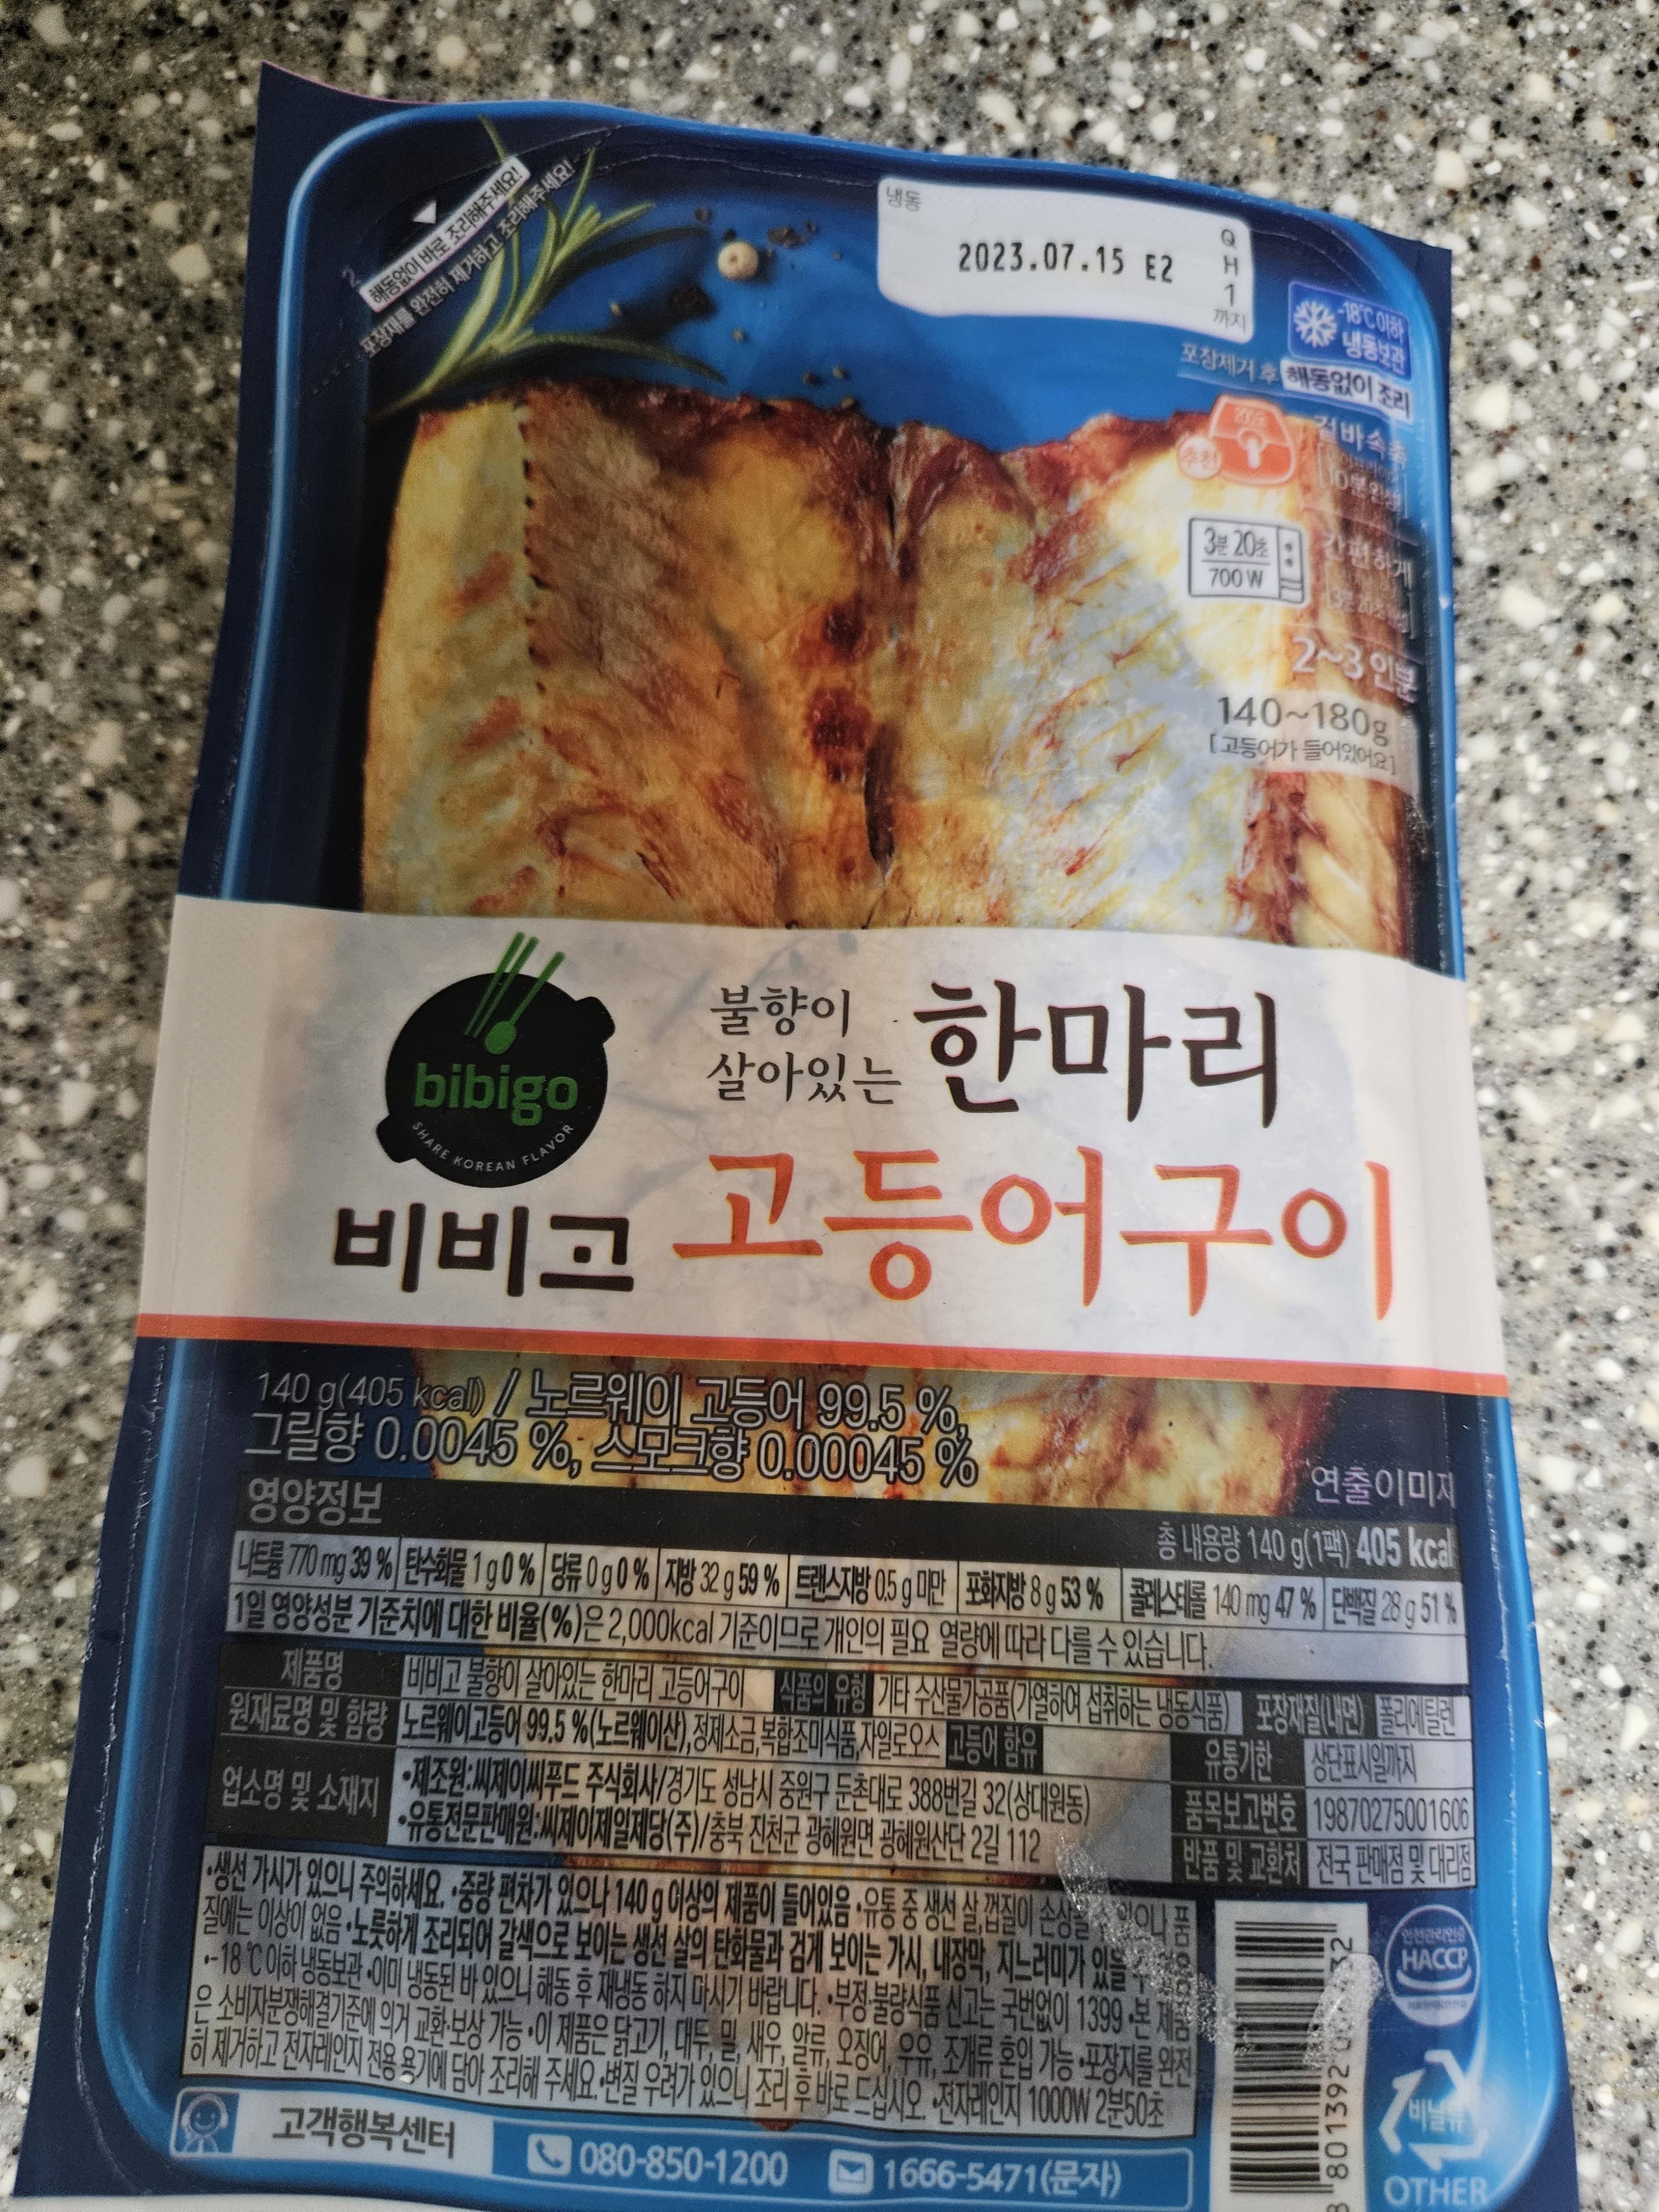 해동없이 바로 조리해주세요!
포장재를 완전히 제거하고 조리해주세요!
냉동
2023.07.15 E2
Q
H
1
까지
-18℃이하
냉동보관
포장제거 후 해동없이 조리
추천
겉바속촉
3분 20초
700W
간편하게
2~3인분
140~180g
[고등어가 들어있어요]
bibigo
SHARE KOREAN FLAVOR
불향이
살아있는
한마리
비비고
고등어구이
140 g(405 kcal) / 노르웨이 고등어 99.5 %,
그릴향 0.0045 %, 스모크향 0.00045 %
연출이미지
영양정보
총 내용량 140 g(1팩) 405 kcal
나트륨 770 mg 39 % 탄수화물 1 g 0 % 당류 0 g 0 % 지방 32 g 59 % 트랜스지방 0.5 g 미만 포화지방 8 g 53 % 콜레스테롤 140 mg 47 % 단백질 28 g 51 %
1일 영양성분 기준치에 대한 비율(%)은 2,000kcal 기준이므로 개인의 필요 열량에 따라 다를 수 있습니다.
제품명 비비고 불향이 살아있는 한마리 고등어구이 식품의 유형 기타 수산물가공품(가열하여 섭취하는 냉동식품) 포장재질(내면) 폴리에틸렌
원재료명 및 함량 노르웨이고등어 99.5 %(노르웨이산), 정제소금, 복합조미식품, 자일로오스 고등어 함유
유통기한 상단표시일까지
업소명 및 소재지 •제조원:씨제이씨푸드 주식회사/경기도 성남시 중원구 둔촌대로 388번길 32(상대원동)
•유통전문판매원:씨제이제일제당(주)/충북 진천군 광혜원면 광혜원산단 2길 112
품목보고번호 19870275001606
반품 및 교환처 전국 판매점 및 대리점
•생선 가시가 있으니 주의하세요. •중량 편차가 있으나 140 g 이상의 제품이 들어있음 •유통 중 생선 살,껍질이 손상될 있으나 품
질에는 이상이 없음 •노릇하게 조리되어 갈색으로 보이는 생선 살의 탄화물과 검게 보이는 가시, 내장막, 지느러미가 있을 수 있음
•-18 ℃ 이하 냉동보관 •이미 냉동된 바 있으니 해동 후 재냉동 하지 마시기 바랍니다. •부정·불량식품 신고는 국번없이 1399 •본 제품
은 소비자분쟁해결기준에 의거 교환·보상 가능 •이 제품은 닭고기, 대두, 밀, 새우, 알류, 오징어, 우유, 조개류 혼입 가능 •포장지를 완전
히 제거하고 전자레인지 전용 용기에 담아 조리해 주세요. •변질 우려가 있으니 조리 후 바로 드십시오. •전자레인지 1000W 2분50초
안전관리인증
HACCP
비닐류
OTHER
고객행복센터
080-850-1200
1666-5471(문자)